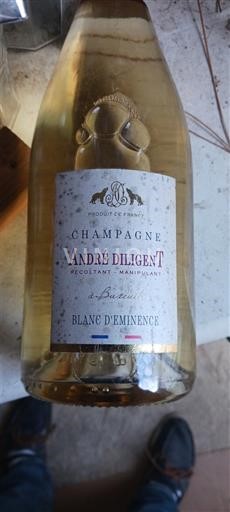 PRODUIT DE FRANCE
CHAMPAGNE
ANDRÉ DILIGENT
RÉCOLTANT - MANIPULANT
à Buxeuil
BLANC D'EMINENCE